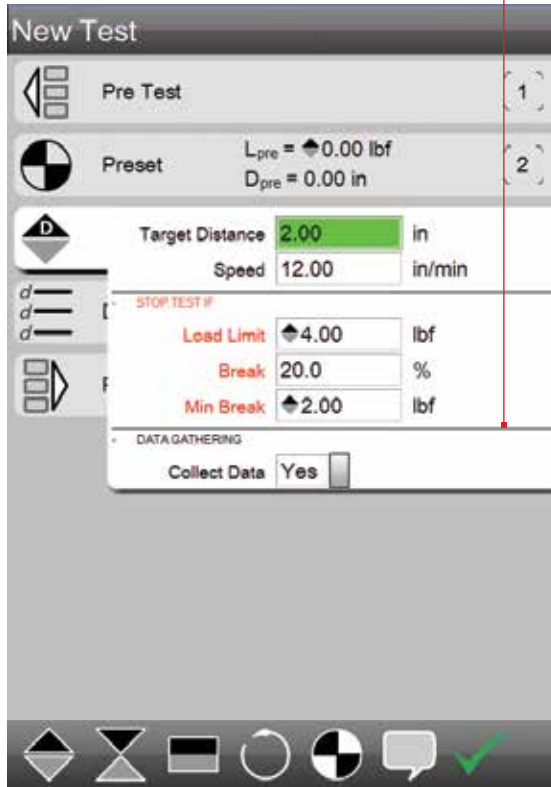 New Test
Pre Test
1
Preset
Lpre = 0.00 lbf
Dpre = 0.00 in
2
D
Target Distance 2.00 in
Speed 12.00 in/min
d
d
d
STOP TEST IF
Load Limit 4.00 lbf
Break 20.0 %
Min Break 2.00 lbf
DATA GATHERING
Collect Data Yes